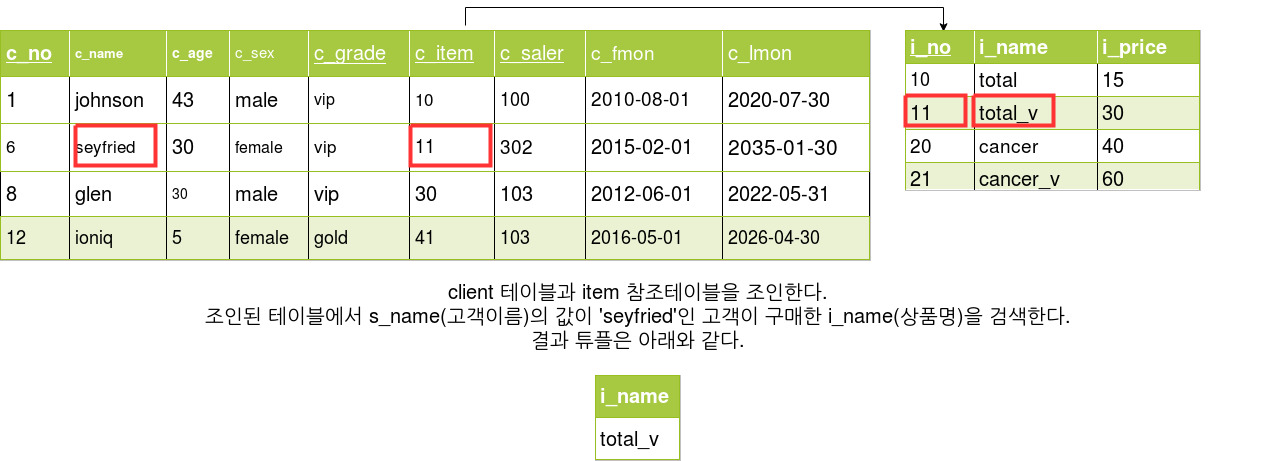 c_no c_name c_age c_sex c_grade c_item c_saler c_fmon c_lmon
1 johnson 43 male vip 10 100 2010-08-01 2020-07-30
6 seyfried 30 female vip 11 302 2015-02-01 2035-01-30
8 glen 30 male vip 30 103 2012-06-01 2022-05-31
12 ioniq 5 female gold 41 103 2016-05-01 2026-04-30
i_no i_name i_price
10 total 15
11 total_v 30
20 cancer 40
21 cancer_v 60
client 테이블과 item 참조테이블을 조인한다.
조인된 테이블에서 s_name(고객이름)의 값이 'seyfried'인 고객이 구매한 i_name(상품명)을 검색한다.
결과 튜플은 아래와 같다.
i_name
total_v